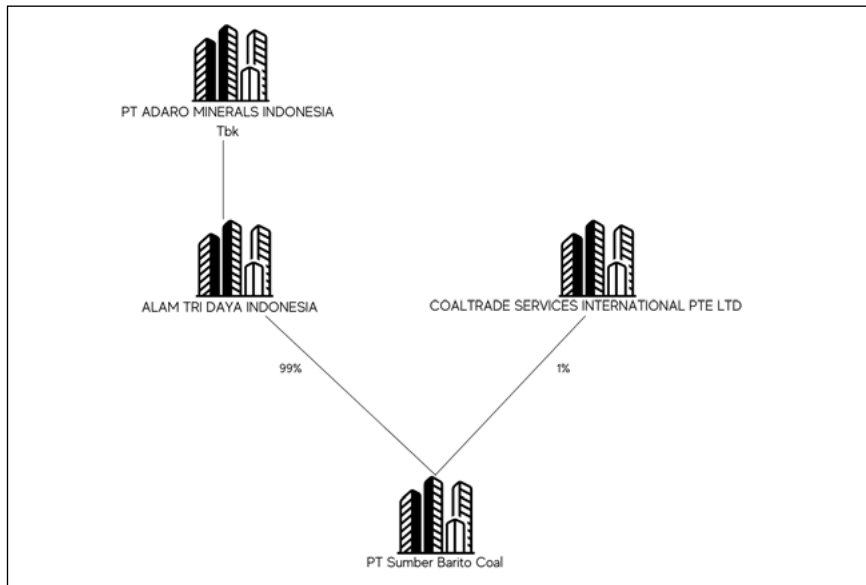 PT ADARO MINERALS INDONESIA
Tbk
ALAM TRI DAYA INDONESIA
COALTRADE SERVICES INTERNATIONAL PTE LTD
99%
1%
PT Sumber Barito Coal